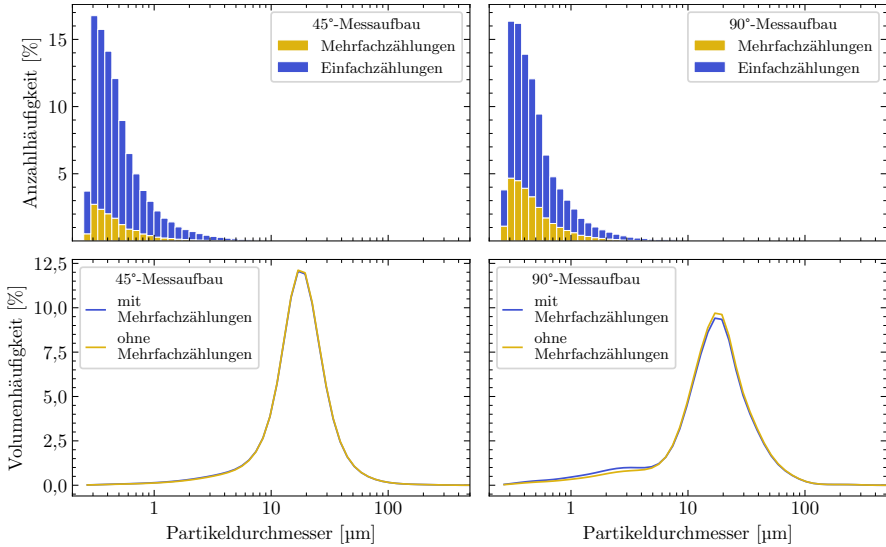 45°-Messaufbau
Mehrfachzählungen
Einfachzählungen
90°-Messaufbau
Mehrfachzählungen
Einfachzählungen
Anzahlhäufigkeit [%]
15
10
5
45°-Messaufbau
mit
Mehrfachzählungen
ohne
Mehrfachzählungen
90°-Messaufbau
mit
Mehrfachzählungen
ohne
Mehrfachzählungen
Volumenhäufigkeit [%]
12,5
10,0
7,5
5,0
2,5
0,0
1 10 100
1 10 100
Partikeldurchmesser [µm]
Partikeldurchmesser [µm]